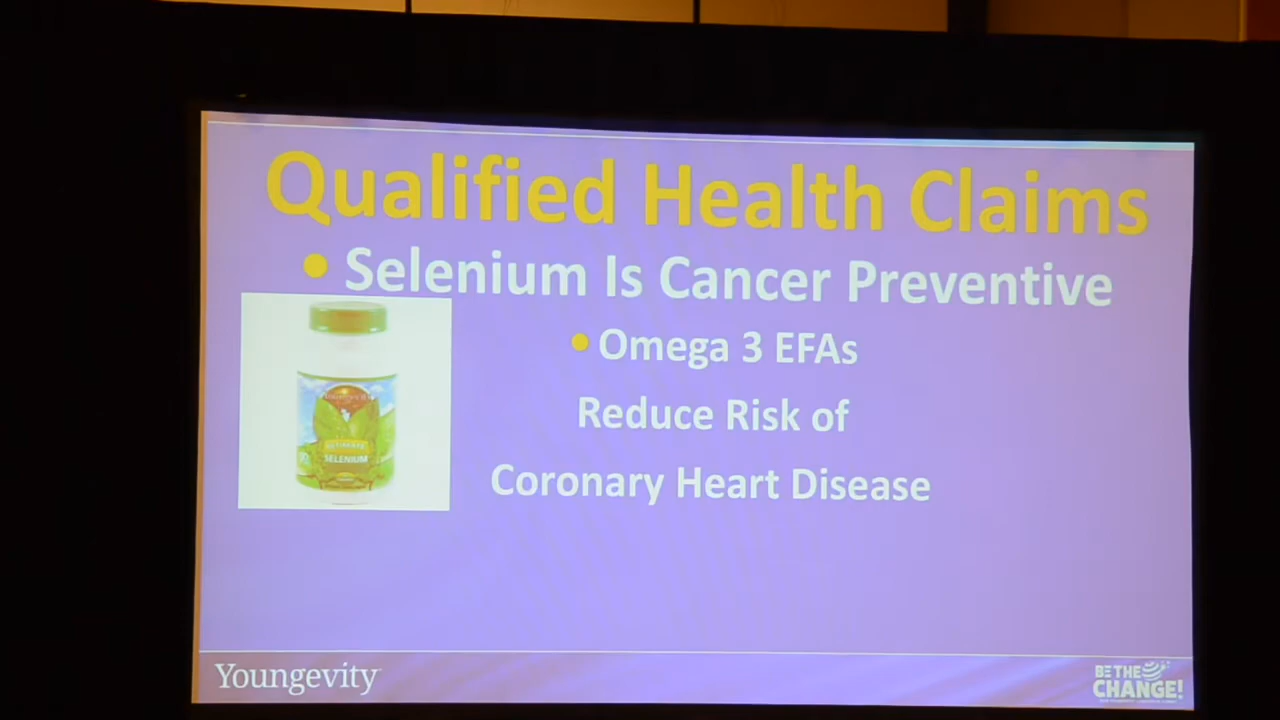 Qualified Health Claims
• Selenium Is Cancer Preventive
• Omega 3 EFAs
Reduce Risk of
Coronary Heart Disease
SELENIUM
Youngevity
BE THE
CHANGE!